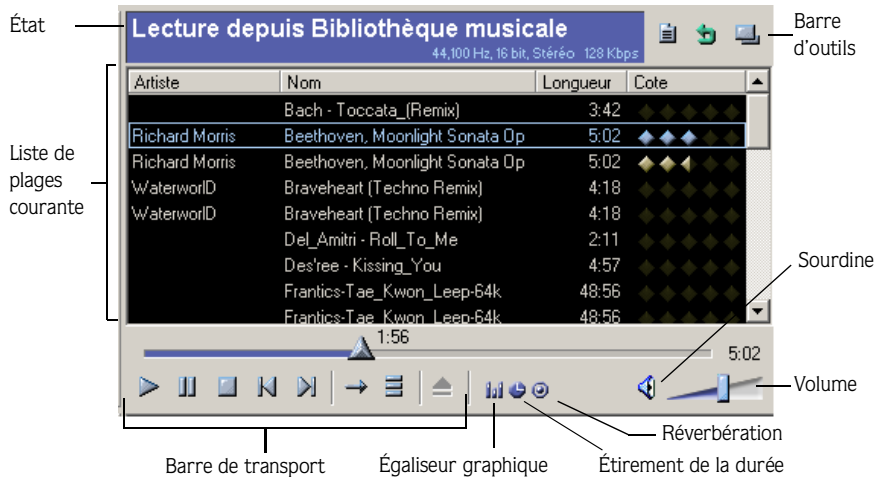 État
Lecture depuis Bibliothèque musicale
44,100 Hz, 16 bit, Stéréo 128 Kbps
Barre
d'outils
Artiste Nom Longueur Cote
Bach - Toccata_(Remix) 3:42
Richard Morris Beethoven, Moonlight Sonata Op 5:02
Richard Morris Beethoven, Moonlight Sonata Op 5:02
WaterworlD Braveheart (Techno Remix) 4:18
WaterworlD Braveheart (Techno Remix) 4:18
Del_Amitri - Roll_To_Me 2:11
Des'ree - Kissing_You 4:57
Frantics-Tae_Kwon_Leep-64k 48:56
Frantics-Tae_Kwon_Leep-64k 48:56
Liste de
plages
courante
1:56
5:02
Sourdine
Volume
Réverbération
Barre de transport
Égaliseur graphique
Étirement de la durée